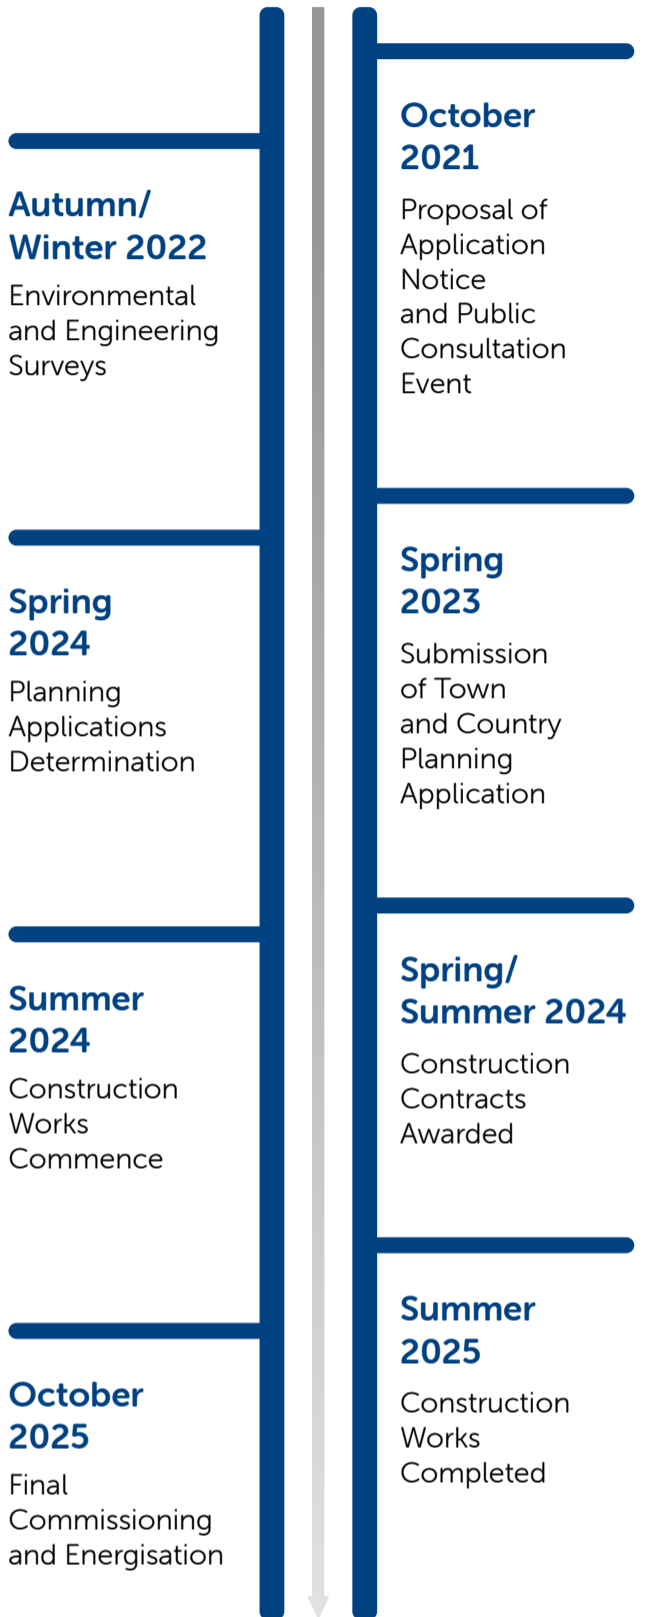 October
2021
Proposal of
Application
Notice
and Public
Consultation
Event
Autumn/
Winter 2022
Environmental
and Engineering
Surveys
Spring
2023
Submission
of Town
and Country
Planning
Application
Spring
2024
Planning
Applications
Determination
Spring/
Summer 2024
Construction
Contracts
Awarded
Summer
2024
Construction
Works
Commence
Summer
2025
Construction
Works
Completed
October
2025
Final
Commissioning
and Energisation